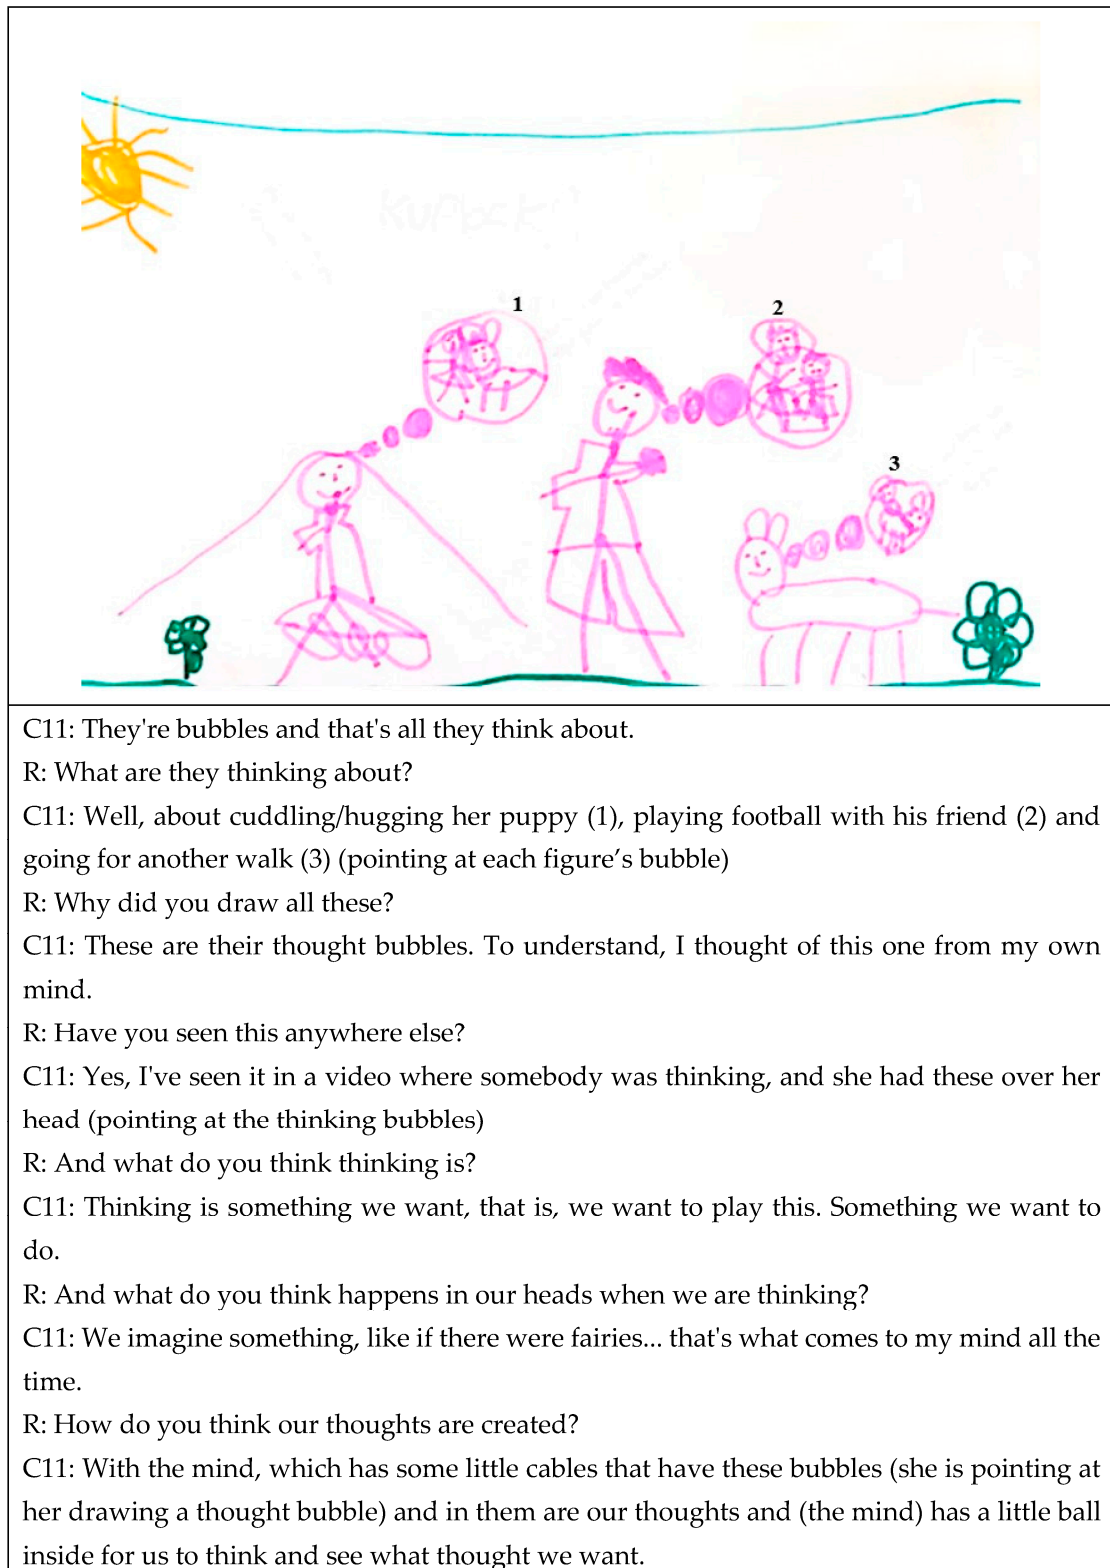 1
2
3
C11: They're bubbles and that's all they think about.
R: What are they thinking about?
C11: Well, about cuddling/hugging her puppy (1), playing football with his friend (2) and
going for another walk (3) (pointing at each figure’s bubble)
R: Why did you draw all these?
C11: These are their thought bubbles. To understand, I thought of this one from my own
mind.
R: Have you seen this anywhere else?
C11: Yes, I've seen it in a video where somebody was thinking, and she had these over her
head (pointing at the thinking bubbles)
R: And what do you think thinking is?
C11: Thinking is something we want, that is, we want to play this. Something we want to
do.
R: And what do you think happens in our heads when we are thinking?
C11: We imagine something, like if there were fairies... that's what comes to my mind all the
time.
R: How do you think our thoughts are created?
C11: With the mind, which has some little cables that have these bubbles (she is pointing at
her drawing a thought bubble) and in them are our thoughts and (the mind) has a little ball
inside for us to think and see what thought we want.